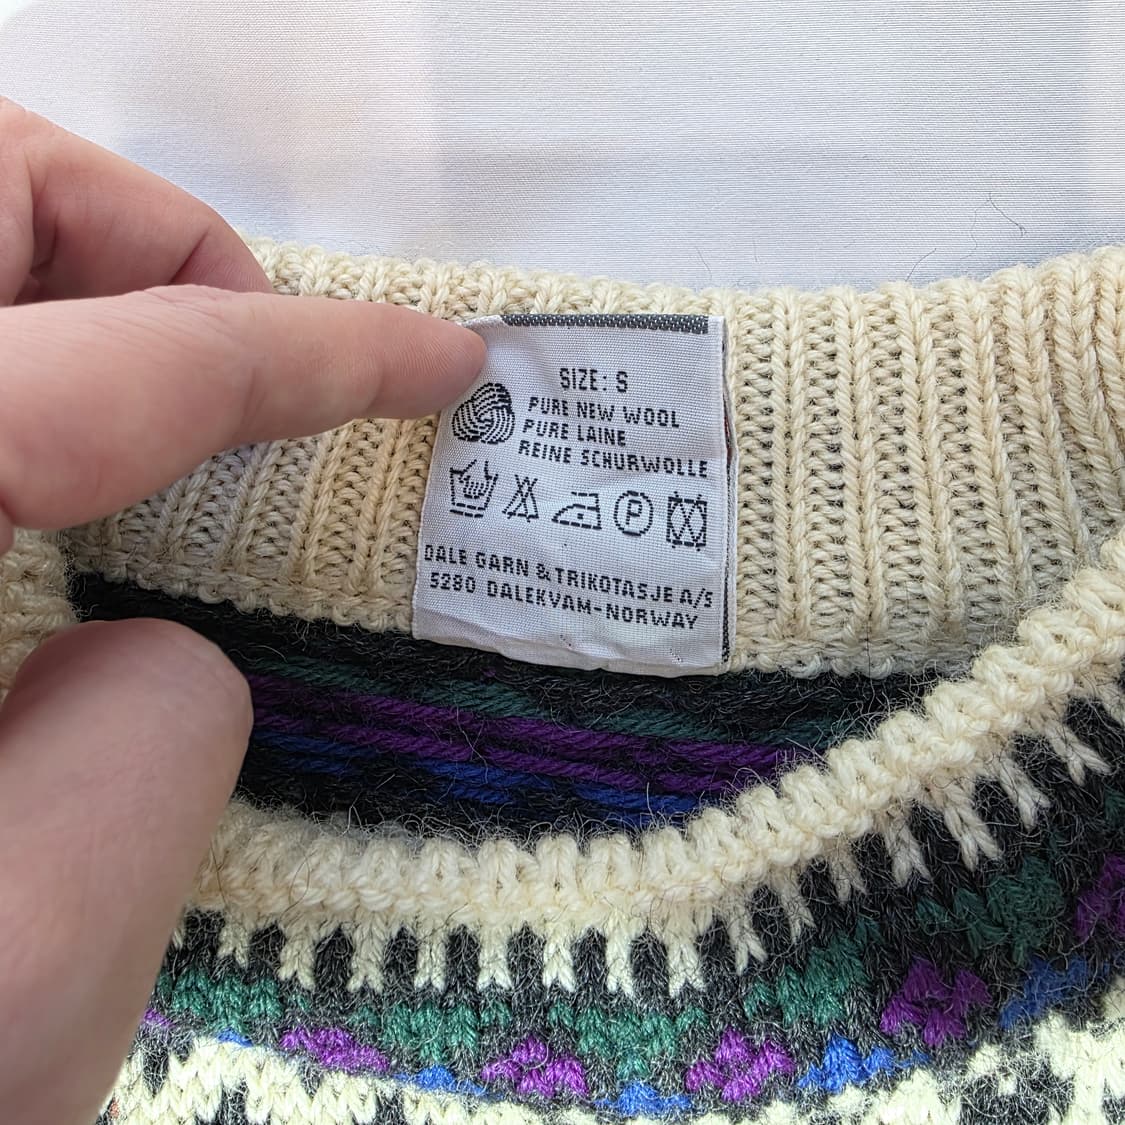 SIZE: S
PURE NEW WOOL
PURE LAINE
REINE SCHURWOLLE
P
DALE GARN & TRIKOTASJE A/S
5280 DALEKVAM-NORWAY